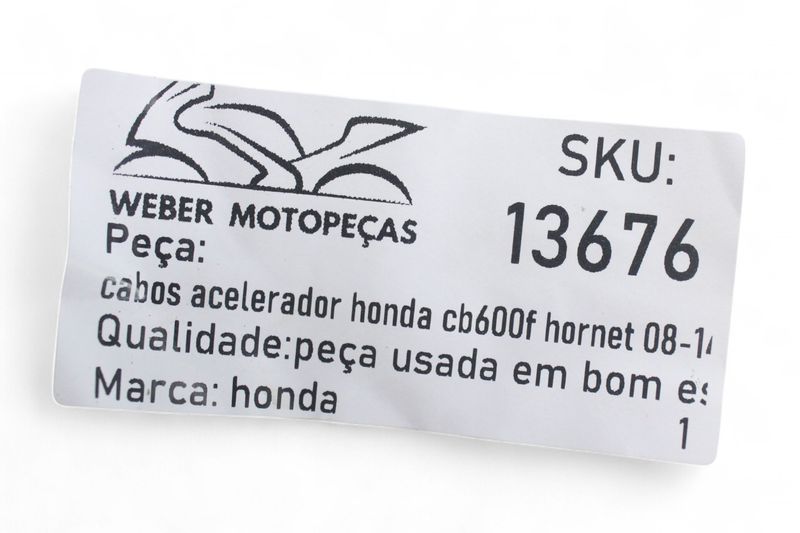 WEBER MOTOPEÇAS
SKU:
13676
Peça:
cabos acelerador honda cb600f hornet 08-1
Qualidade:peça usada em bom es
Marca: honda
1